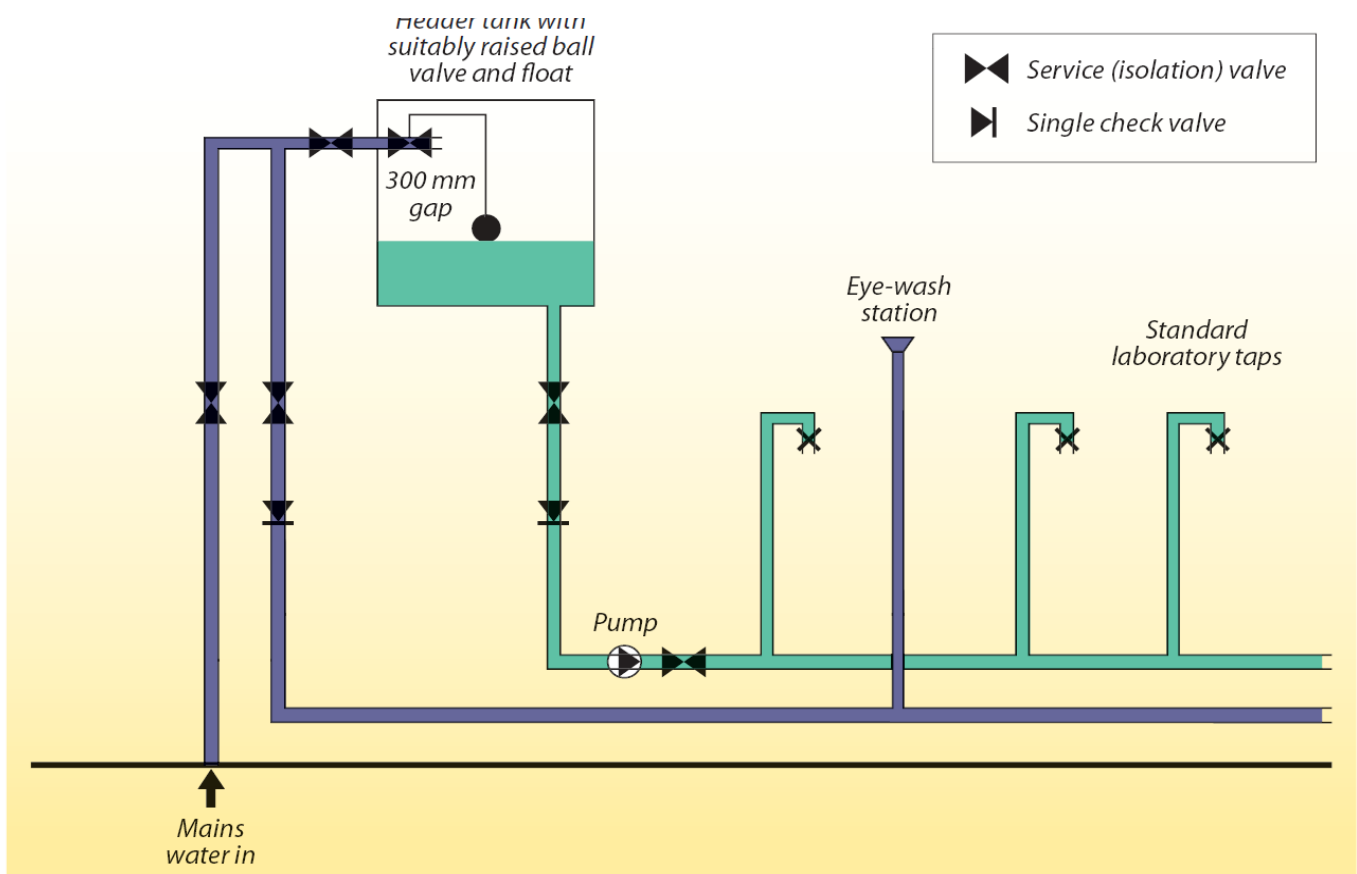 Header tank with
suitably raised ball
valve and float
Service (isolation) valve
Single check valve
300 mm
gap
Eye-wash
station
Standard
laboratory taps
Pump
Mains
water in